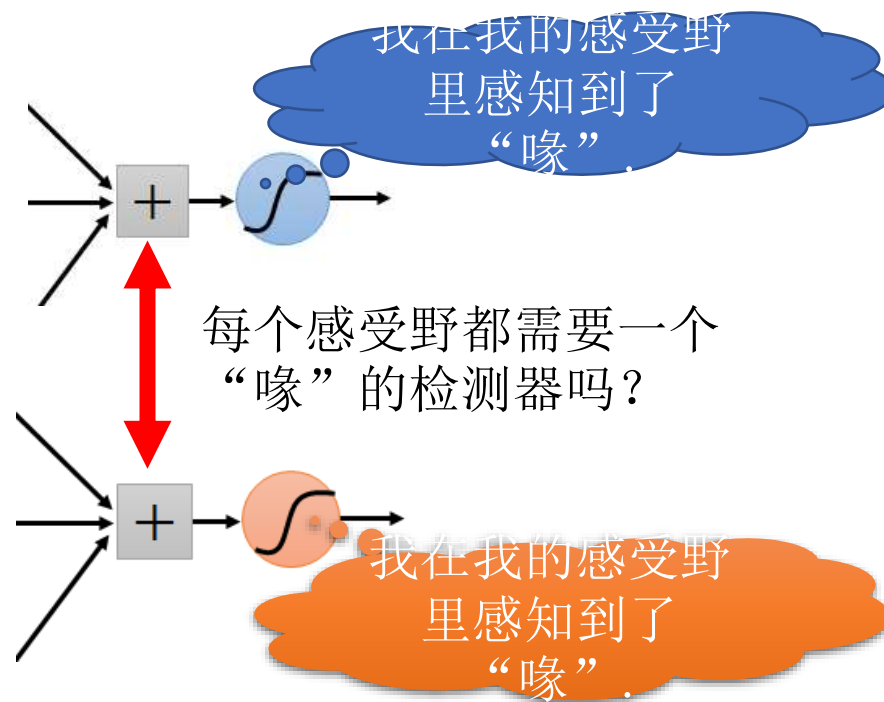 我在我的感受野
里感知到了
“喙”.
+
每个感受野都需要一个
“喙”的检测器吗？
+
我在我的感受野
里感知到了
“喙”.